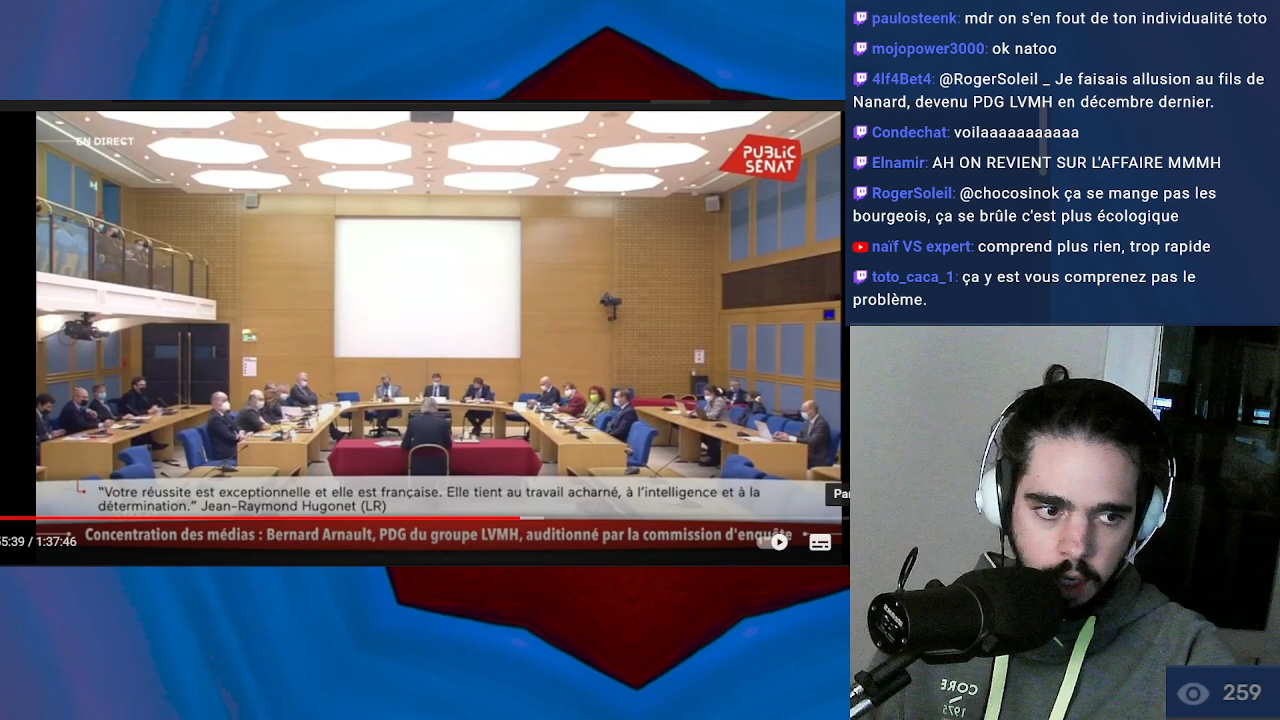 EN DIRECT
PUBLIC
SÉNAT
"Votre réussite est exceptionnelle et elle est française. Elle tient au travail acharné, à l'intelligence et à la
détermination." Jean-Raymond Hugonet (LR)
Par
55:39 / 1:37:46
Concentration des médias : Bernard Arnault, PDG du groupe LVMH, auditionné par la commission d'enquête
paulosteenk: mdr on s'en fout de ton individualité toto
mojopower3000: ok natoo
4lf4Bet4: @RogerSoleil _ Je faisais allusion au fils de
Nanard, devenu PDG LVMH en décembre dernier.
Condechat: voilaaaaaaaaaaa
Elnamir: AH ON REVIENT SUR L'AFFAIRE MMMH
RogerSoleil: @chocosinok ça se mange pas les
bourgeois, ça se brûle c'est plus écologique
naïf VS expert: comprend plus rien, trop rapide
toto_caca_1: ça y est vous comprenez pas le
problème.
CORE
1975
259